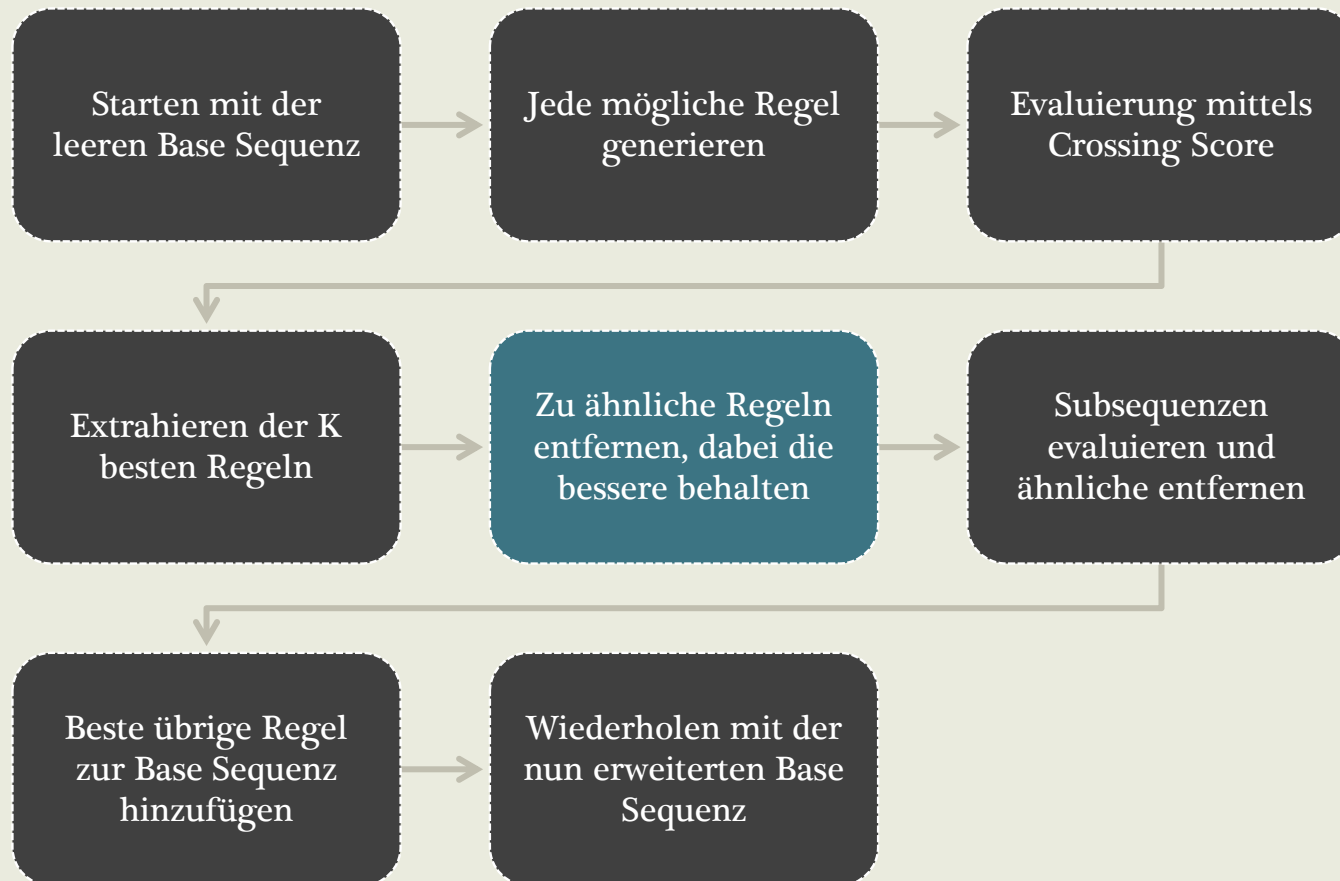 Starten mit der
leeren Base Sequenz
Jede mögliche Regel
generieren
Evaluierung mittels
Crossing Score
Extrahieren der K
besten Regeln
Zu ähnliche Regeln
entfernen, dabei die
bessere behalten
Subsequenzen
evaluieren und
ähnliche entfernen
Beste übrige Regel
zur Base Sequenz
hinzufügen
Wiederholen mit der
nun erweiterten Base
Sequenz